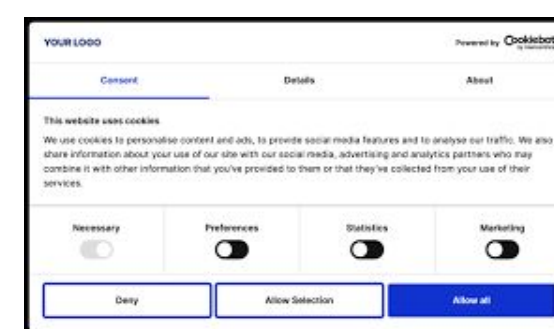 YOUR LOGO
Powered by Cookiebot
Consent Details About
This website uses cookies
We use cookies to personalise content and ads, to provide social media features and to analyse our traffic. We also
share information about your use of our site with our social media, advertising and analytics partners who may
combine it with other information that you've provided to them or that they've collected from your use of their
services.
Necessary Preferences Statistics Marketing
Deny Allow Selection Allow all